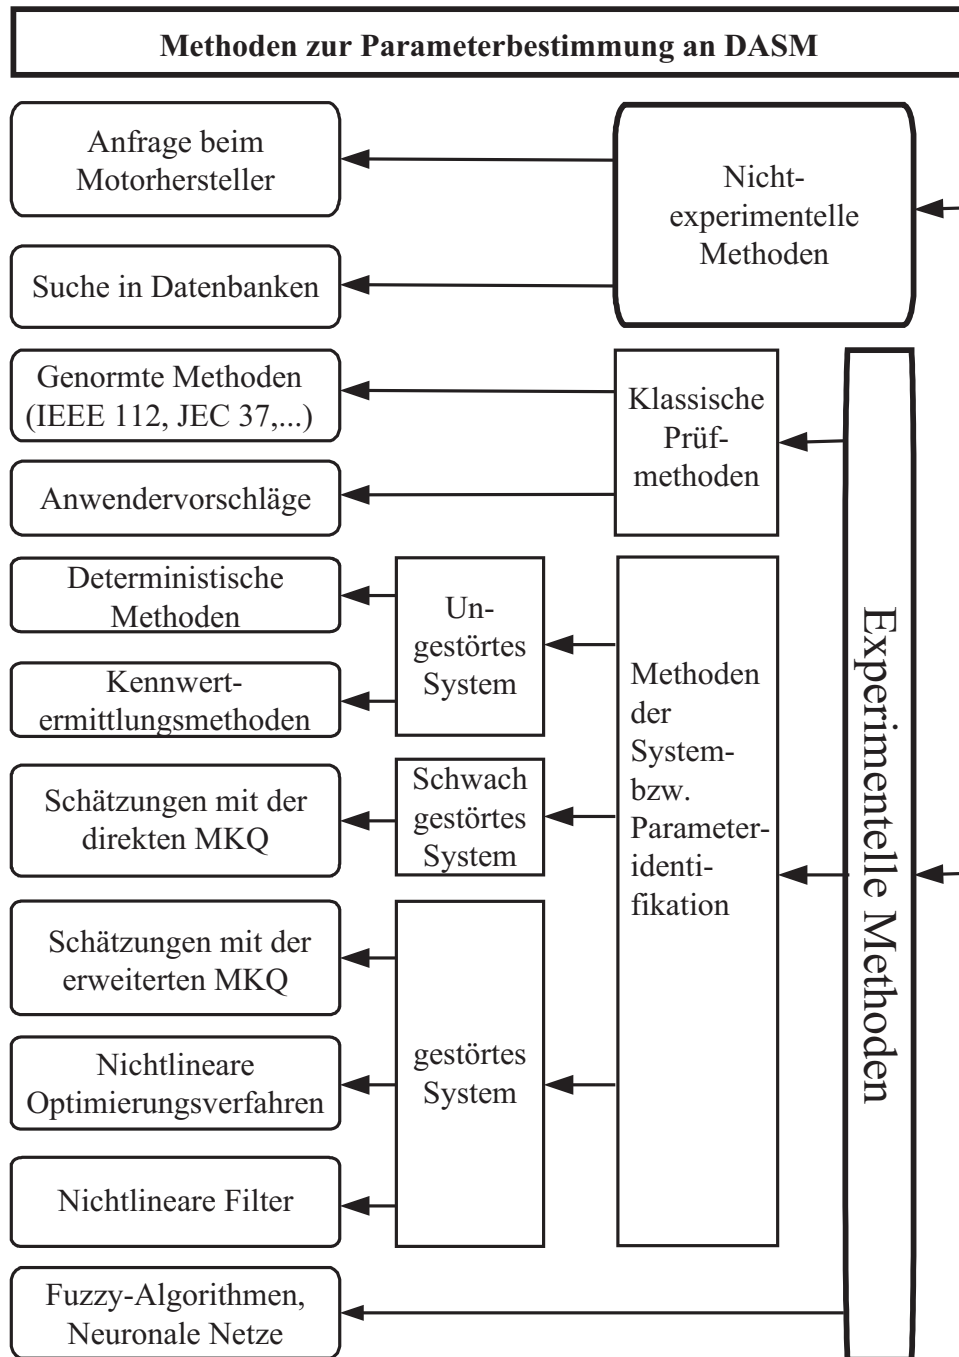 Methoden zur Parameterbestimmung an DASM
Anfrage beim
Motorhersteller
Nicht-
experimentelle
Methoden
Suche in Datenbanken
Genormte Methoden
(IEEE 112, JEC 37,...)
Klassische
Prüf-
methoden
Anwendervorschläge
Deterministische
Methoden
Un-
gestörtes
System
Kennwert-
ermittlungsmethoden
Methoden
der
System-
bzw.
Parameter-
identi-
fikation
Experimentelle Methoden
Schätzungen mit der
direkten MKQ
Schwach
gestörtes
System
Schätzungen mit der
erweiterten MKQ
gestörtes
System
Nichtlineare
Optimierungsverfahren
Nichtlineare Filter
Fuzzy-Algorithmen,
Neuronale Netze